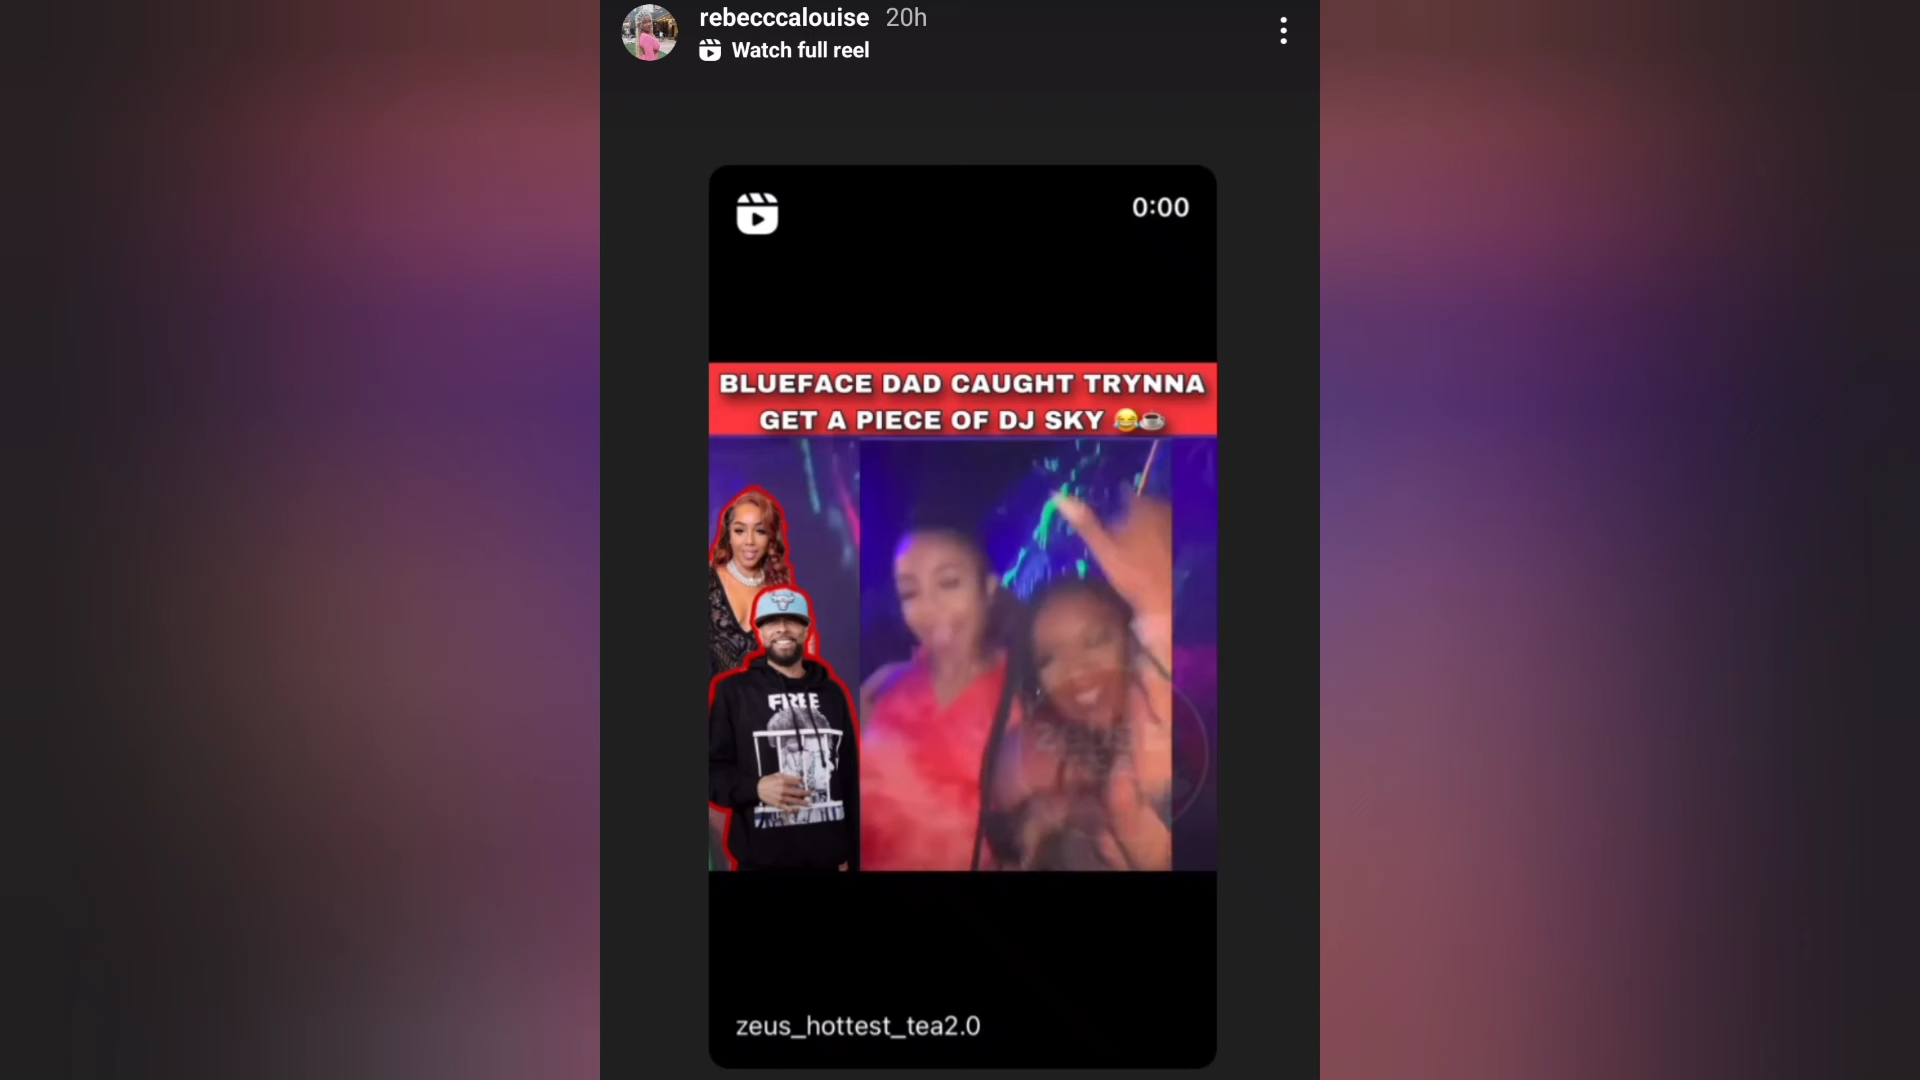 rebecccalouise 20h
Watch full reel
0:00
BLUEFACE DAD CAUGHT TRYNNA
GET A PIECE OF DJ SKY 😂☕
FREE
zeus
zeus_hottest_tea2.0